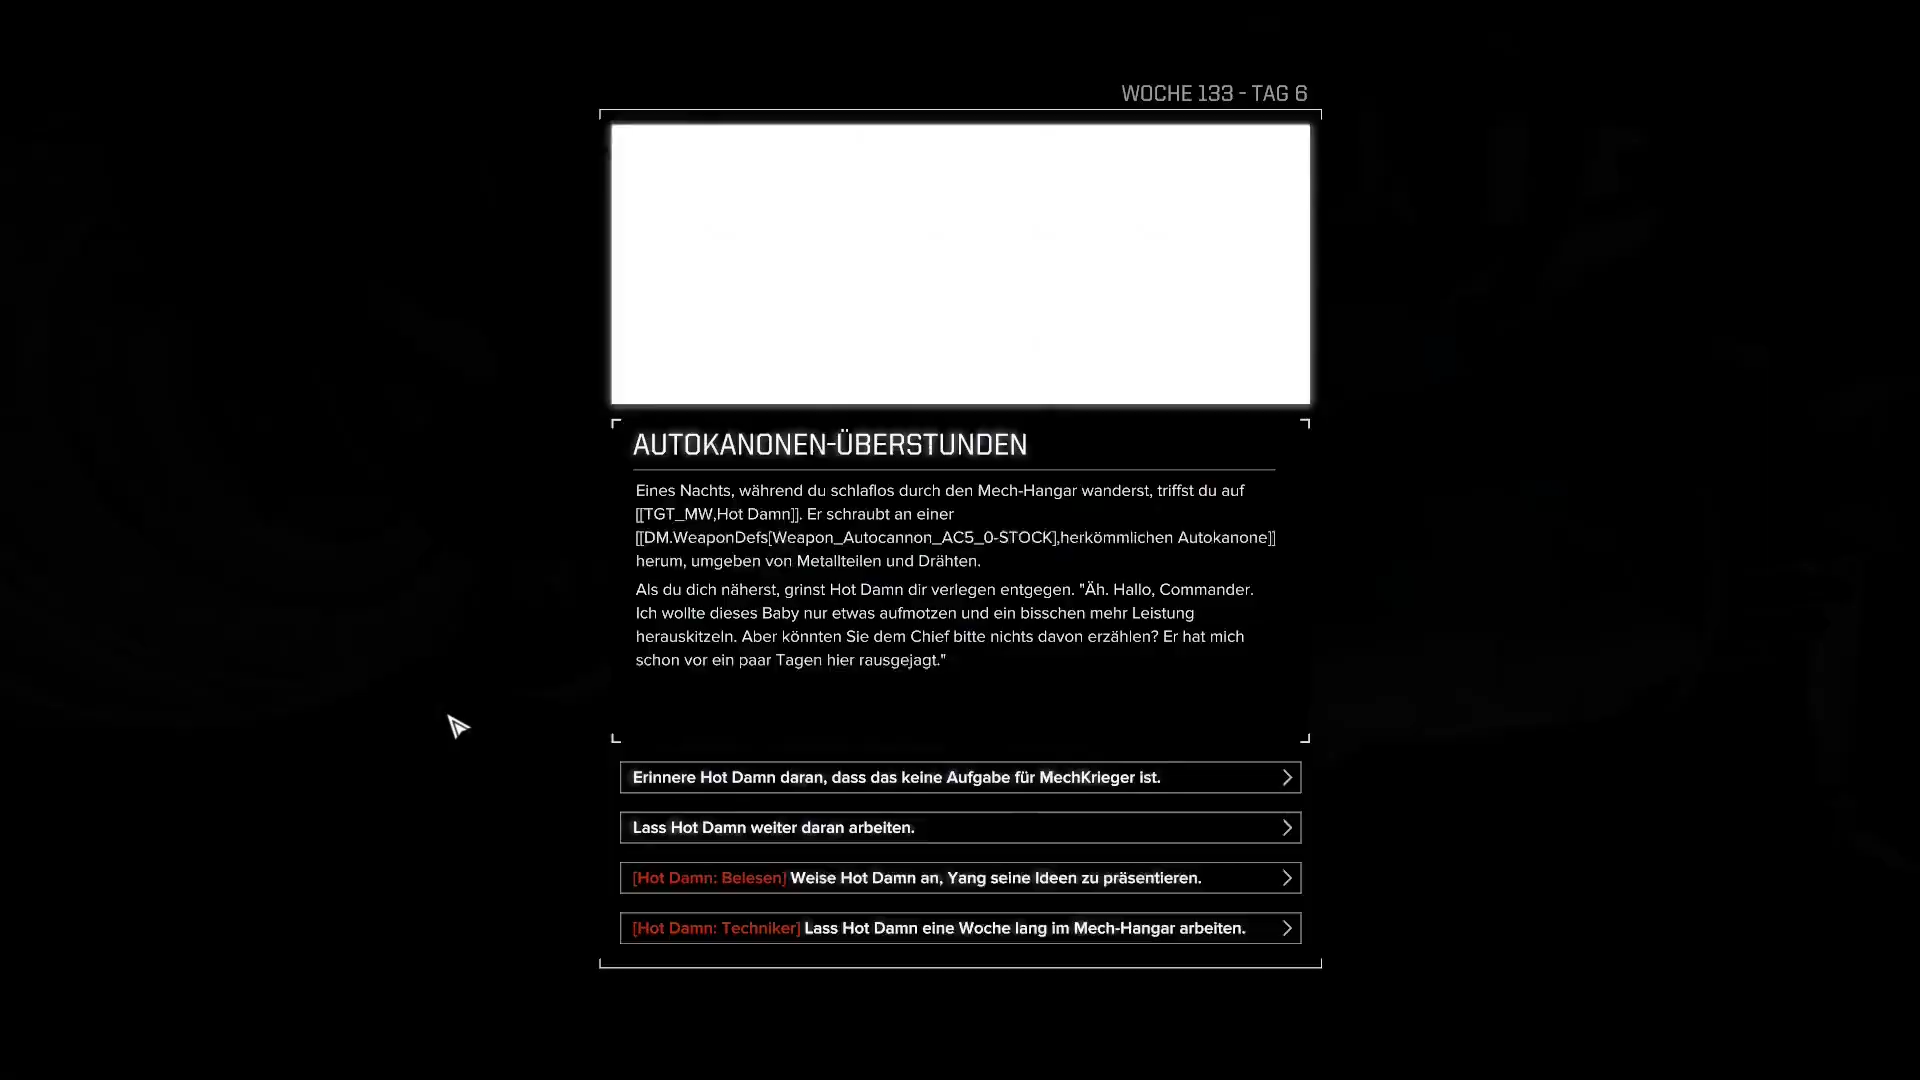 WOCHE 133 - TAG 6
AUTOKANONEN-ÜBERSTUNDEN
Eines Nachts, während du schlaflos durch den Mech-Hangar wanderst, triffst du auf
[[TGT_MW,Hot Damn]]. Er schraubt an einer
[[DM.WeaponDefs[Weapon_Autocannon_AC5_0-STOCK],herkömmlichen Autokanone]]
herum, umgeben von Metallteilen und Drähten.
Als du dich näherst, grinst Hot Damn dir verlegen entgegen. "Äh. Hallo, Commander.
Ich wollte dieses Baby nur etwas aufmotzen und ein bisschen mehr Leistung
herauskitzeln. Aber könnten Sie dem Chief bitte nichts davon erzählen? Er hat mich
schon vor ein paar Tagen hier rausgejagt."
Erinnere Hot Damn daran, dass das keine Aufgabe für MechKrieger ist.
Lass Hot Damn weiter daran arbeiten.
[Hot Damn: Belesen] Weise Hot Damn an, Yang seine Ideen zu präsentieren.
[Hot Damn: Techniker] Lass Hot Damn eine Woche lang im Mech-Hangar arbeiten.